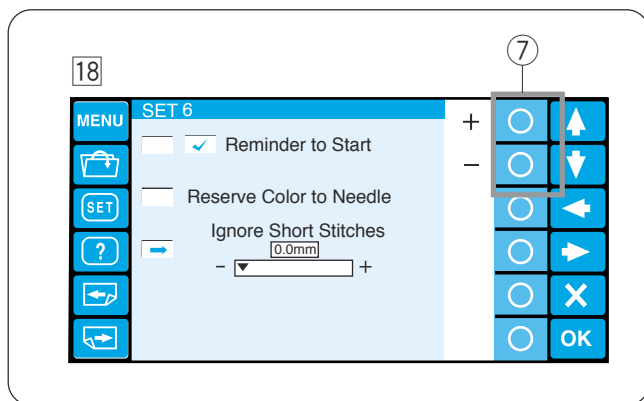 7
18
MENU
SET 6
+
Reminder to Start
−
Reserve Color to Needle
SET
Ignore Short Stitches
0.0mm
?
− +
OK